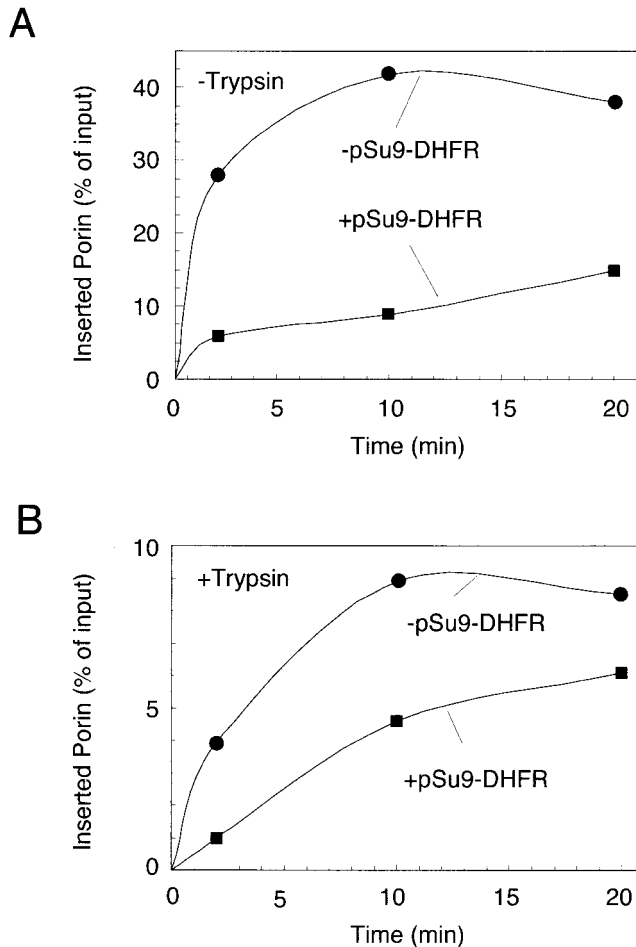 A
-Trypsin
40
30
20
10
0
-pSu9-DHFR
+pSu9-DHFR
Inserted Porin (% of input)
0 5 10 15 20
Time (min)
B
+Trypsin
10
5
0
-pSu9-DHFR
+pSu9-DHFR
Inserted Porin (% of input)
0 5 10 15 20
Time (min)